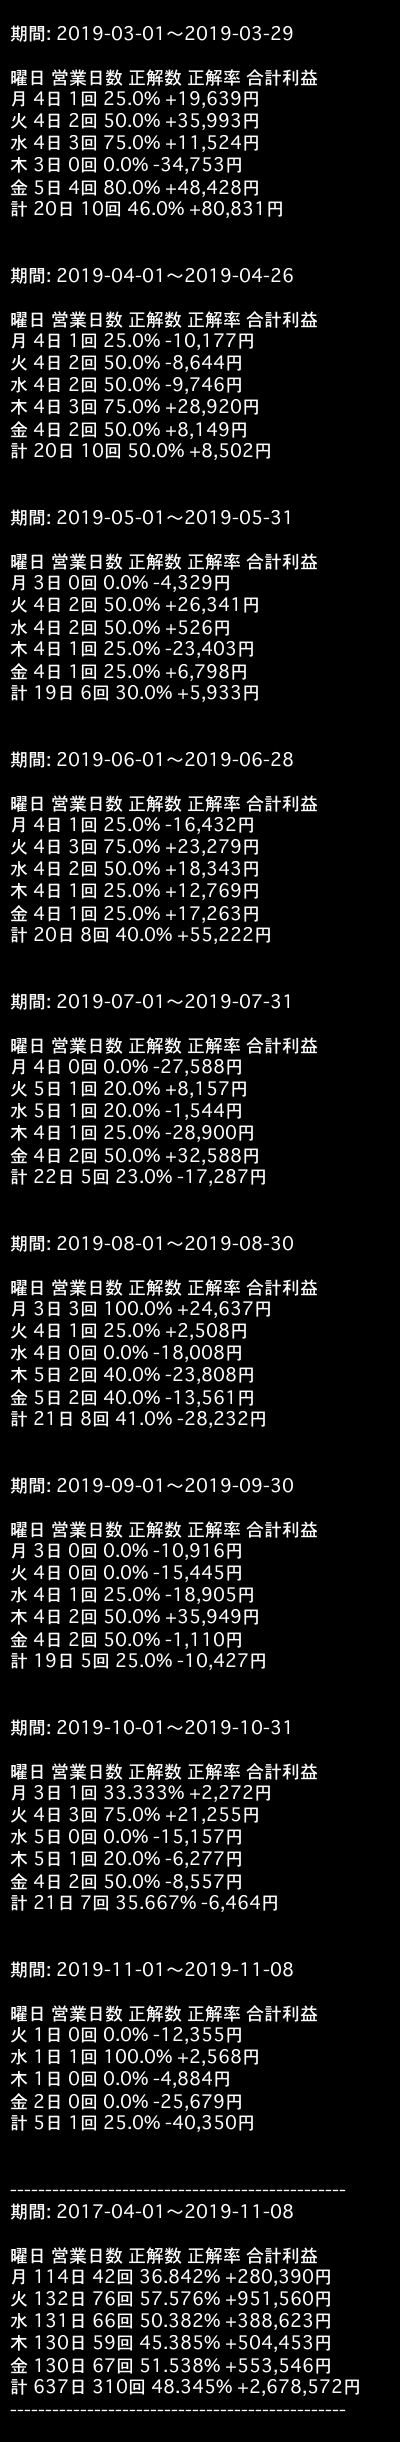 期間: 2019-03-01～2019-03-29
曜日 営業日数 正解数 正解率 合計利益
月 4日 1回 25.0% +19,639円
火 4日 2回 50.0% +35,993円
水 4日 3回 75.0% +11,524円
木 3日 0回 0.0% -34,753円
金 5日 4回 80.0% +48,428円
計 20日 10回 46.0% +80,831円
期間: 2019-04-01～2019-04-26
曜日 営業日数 正解数 正解率 合計利益
月 4日 1回 25.0% -10,177円
火 4日 2回 50.0% -8,644円
水 4日 2回 50.0% -9,746円
木 4日 3回 75.0% +28,920円
金 4日 2回 50.0% +8,149円
計 20日 10回 50.0% +8,502円
期間: 2019-05-01～2019-05-31
曜日 営業日数 正解数 正解率 合計利益
月 3日 0回 0.0% -4,329円
火 4日 2回 50.0% +26,341円
水 4日 2回 50.0% +526円
木 4日 1回 25.0% -23,403円
金 4日 1回 25.0% +6,798円
計 19日 6回 30.0% +5,933円
期間: 2019-06-01～2019-06-28
曜日 営業日数 正解数 正解率 合計利益
月 4日 1回 25.0% -16,432円
火 4日 3回 75.0% +23,279円
水 4日 2回 50.0% +18,343円
木 4日 1回 25.0% +12,769円
金 4日 1回 25.0% +17,263円
計 20日 8回 40.0% +55,222円
期間: 2019-07-01～2019-07-31
曜日 営業日数 正解数 正解率 合計利益
月 4日 0回 0.0% -27,588円
火 5日 1回 20.0% +8,157円
水 5日 1回 20.0% -1,544円
木 4日 1回 25.0% -28,900円
金 4日 2回 50.0% +32,588円
計 22日 5回 23.0% -17,287円
期間: 2019-08-01～2019-08-30
曜日 営業日数 正解数 正解率 合計利益
月 3日 3回 100.0% +24,637円
火 4日 1回 25.0% +2,508円
水 4日 0回 0.0% -18,008円
木 5日 2回 40.0% -23,808円
金 5日 2回 40.0% -13,561円
計 21日 8回 41.0% -28,232円
期間: 2019-09-01～2019-09-30
曜日 営業日数 正解数 正解率 合計利益
月 3日 0回 0.0% -10,916円
火 4日 0回 0.0% -15,445円
水 4日 1回 25.0% -18,905円
木 4日 2回 50.0% +35,949円
金 4日 2回 50.0% -1,110円
計 19日 5回 25.0% -10,427円
期間: 2019-10-01～2019-10-31
曜日 営業日数 正解数 正解率 合計利益
月 3日 1回 33.333% +2,272円
火 4日 3回 75.0% +21,255円
水 5日 0回 0.0% -15,157円
木 5日 1回 20.0% -6,277円
金 4日 2回 50.0% -8,557円
計 21日 7回 35.667% -6,464円
期間: 2019-11-01～2019-11-08
曜日 営業日数 正解数 正解率 合計利益
火 1日 0回 0.0% -12,355円
水 1日 1回 100.0% +2,568円
木 1日 0回 0.0% -4,884円
金 2日 0回 0.0% -25,679円
計 5日 1回 25.0% -40,350円
------------------------------------------------
期間: 2017-04-01～2019-11-08
曜日 営業日数 正解数 正解率 合計利益
月 114日 42回 36.842% +280,390円
火 132日 76回 57.576% +951,560円
水 131日 66回 50.382% +388,623円
木 130日 59回 45.385% +504,453円
金 130日 67回 51.538% +553,546円
計 637日 310回 48.345% +2,678,572円
------------------------------------------------